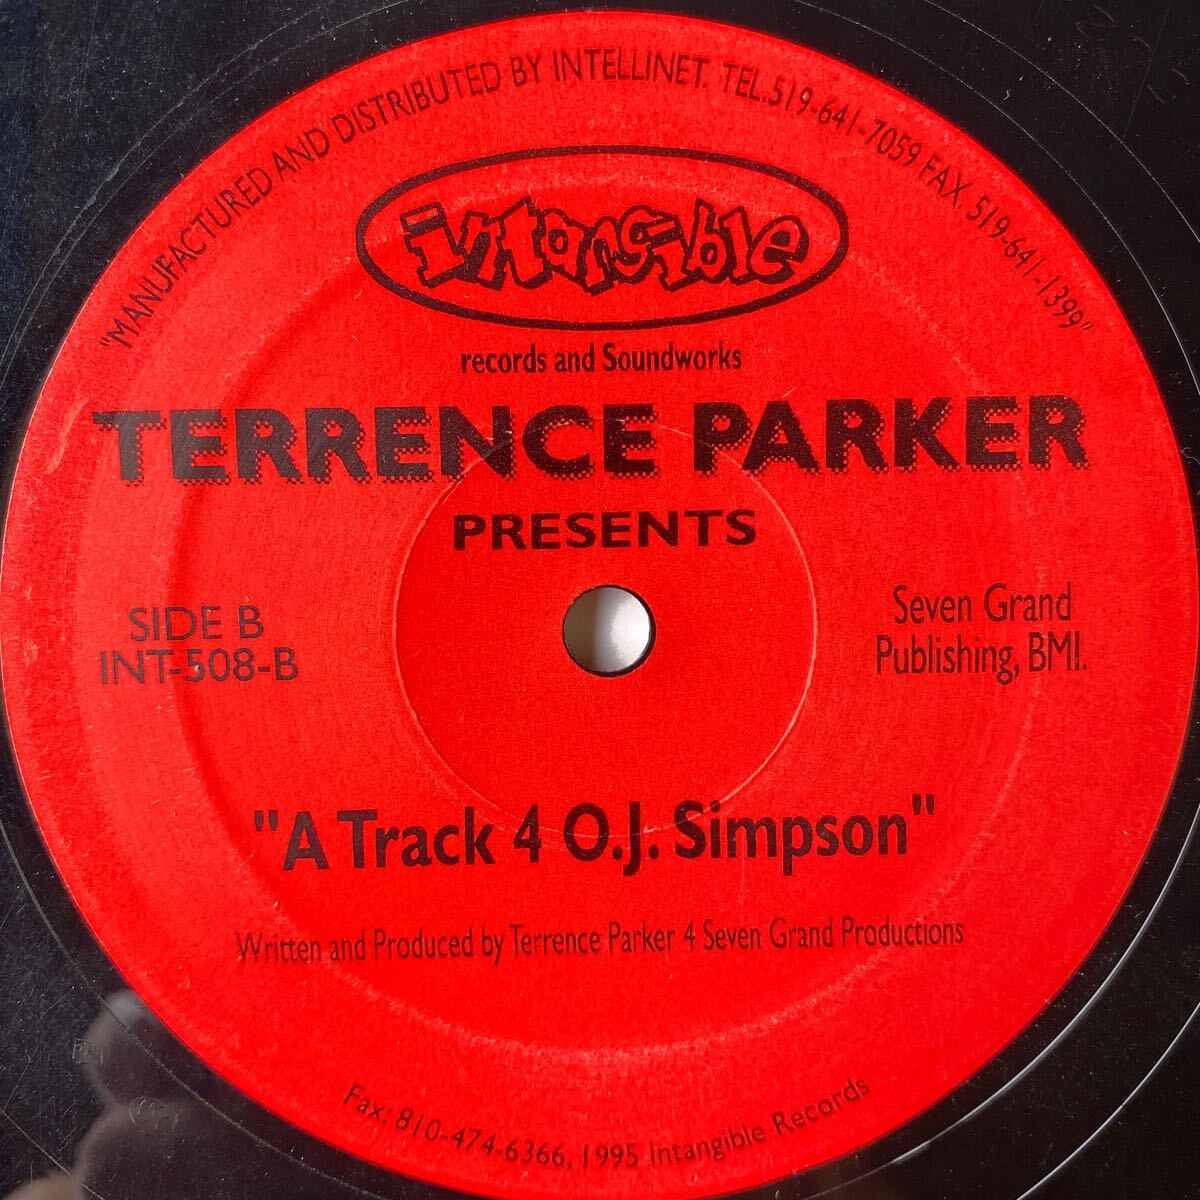 "MANUFACTURED AND DISTRIBUTED BY INTELLINET. TEL.519-641-7059 FAX. 519-641-1399"
intangible
records and Soundworks
TERRENCE PARKER
PRESENTS
SIDE B
INT-508-B
Seven Grand
Publishing, BMI.
"A Track 4 O.J. Simpson"
Written and Produced by Terrence Parker 4 Seven Grand Productions
Fax: 810-474-6366, 1995 Intangible Records